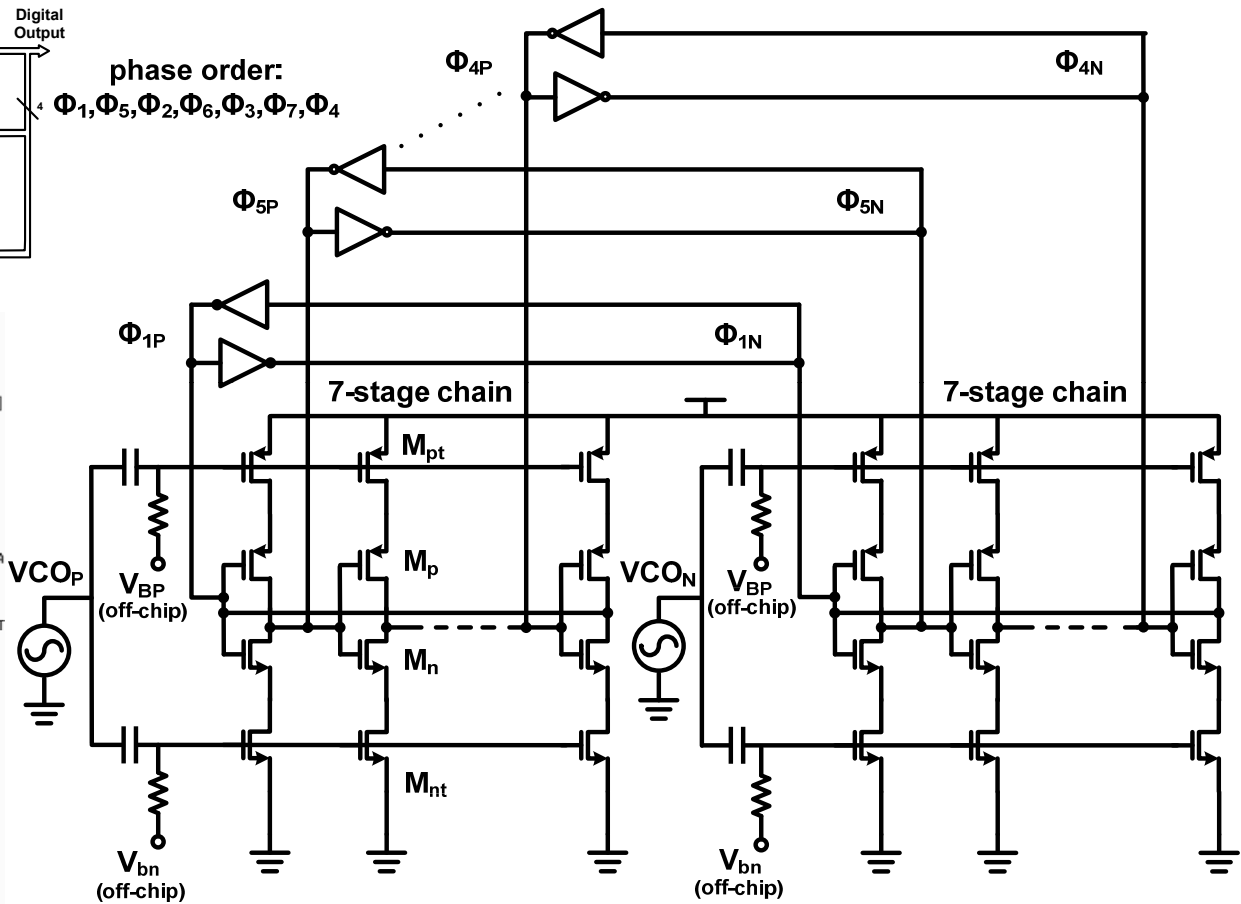 Digital
Output
phase order:
4
Φ1,Φ5,Φ2,Φ6,Φ3,Φ7,Φ4
Φ4P
Φ4N
Φ5P
Φ5N
Φ1P
Φ1N
7-stage chain
7-stage chain
Mpt
VCOP
VBP
(off-chip)
Mp
VCON
VBP
(off-chip)
Mn
Mnt
Vbn
(off-chip)
Vbn
(off-chip)